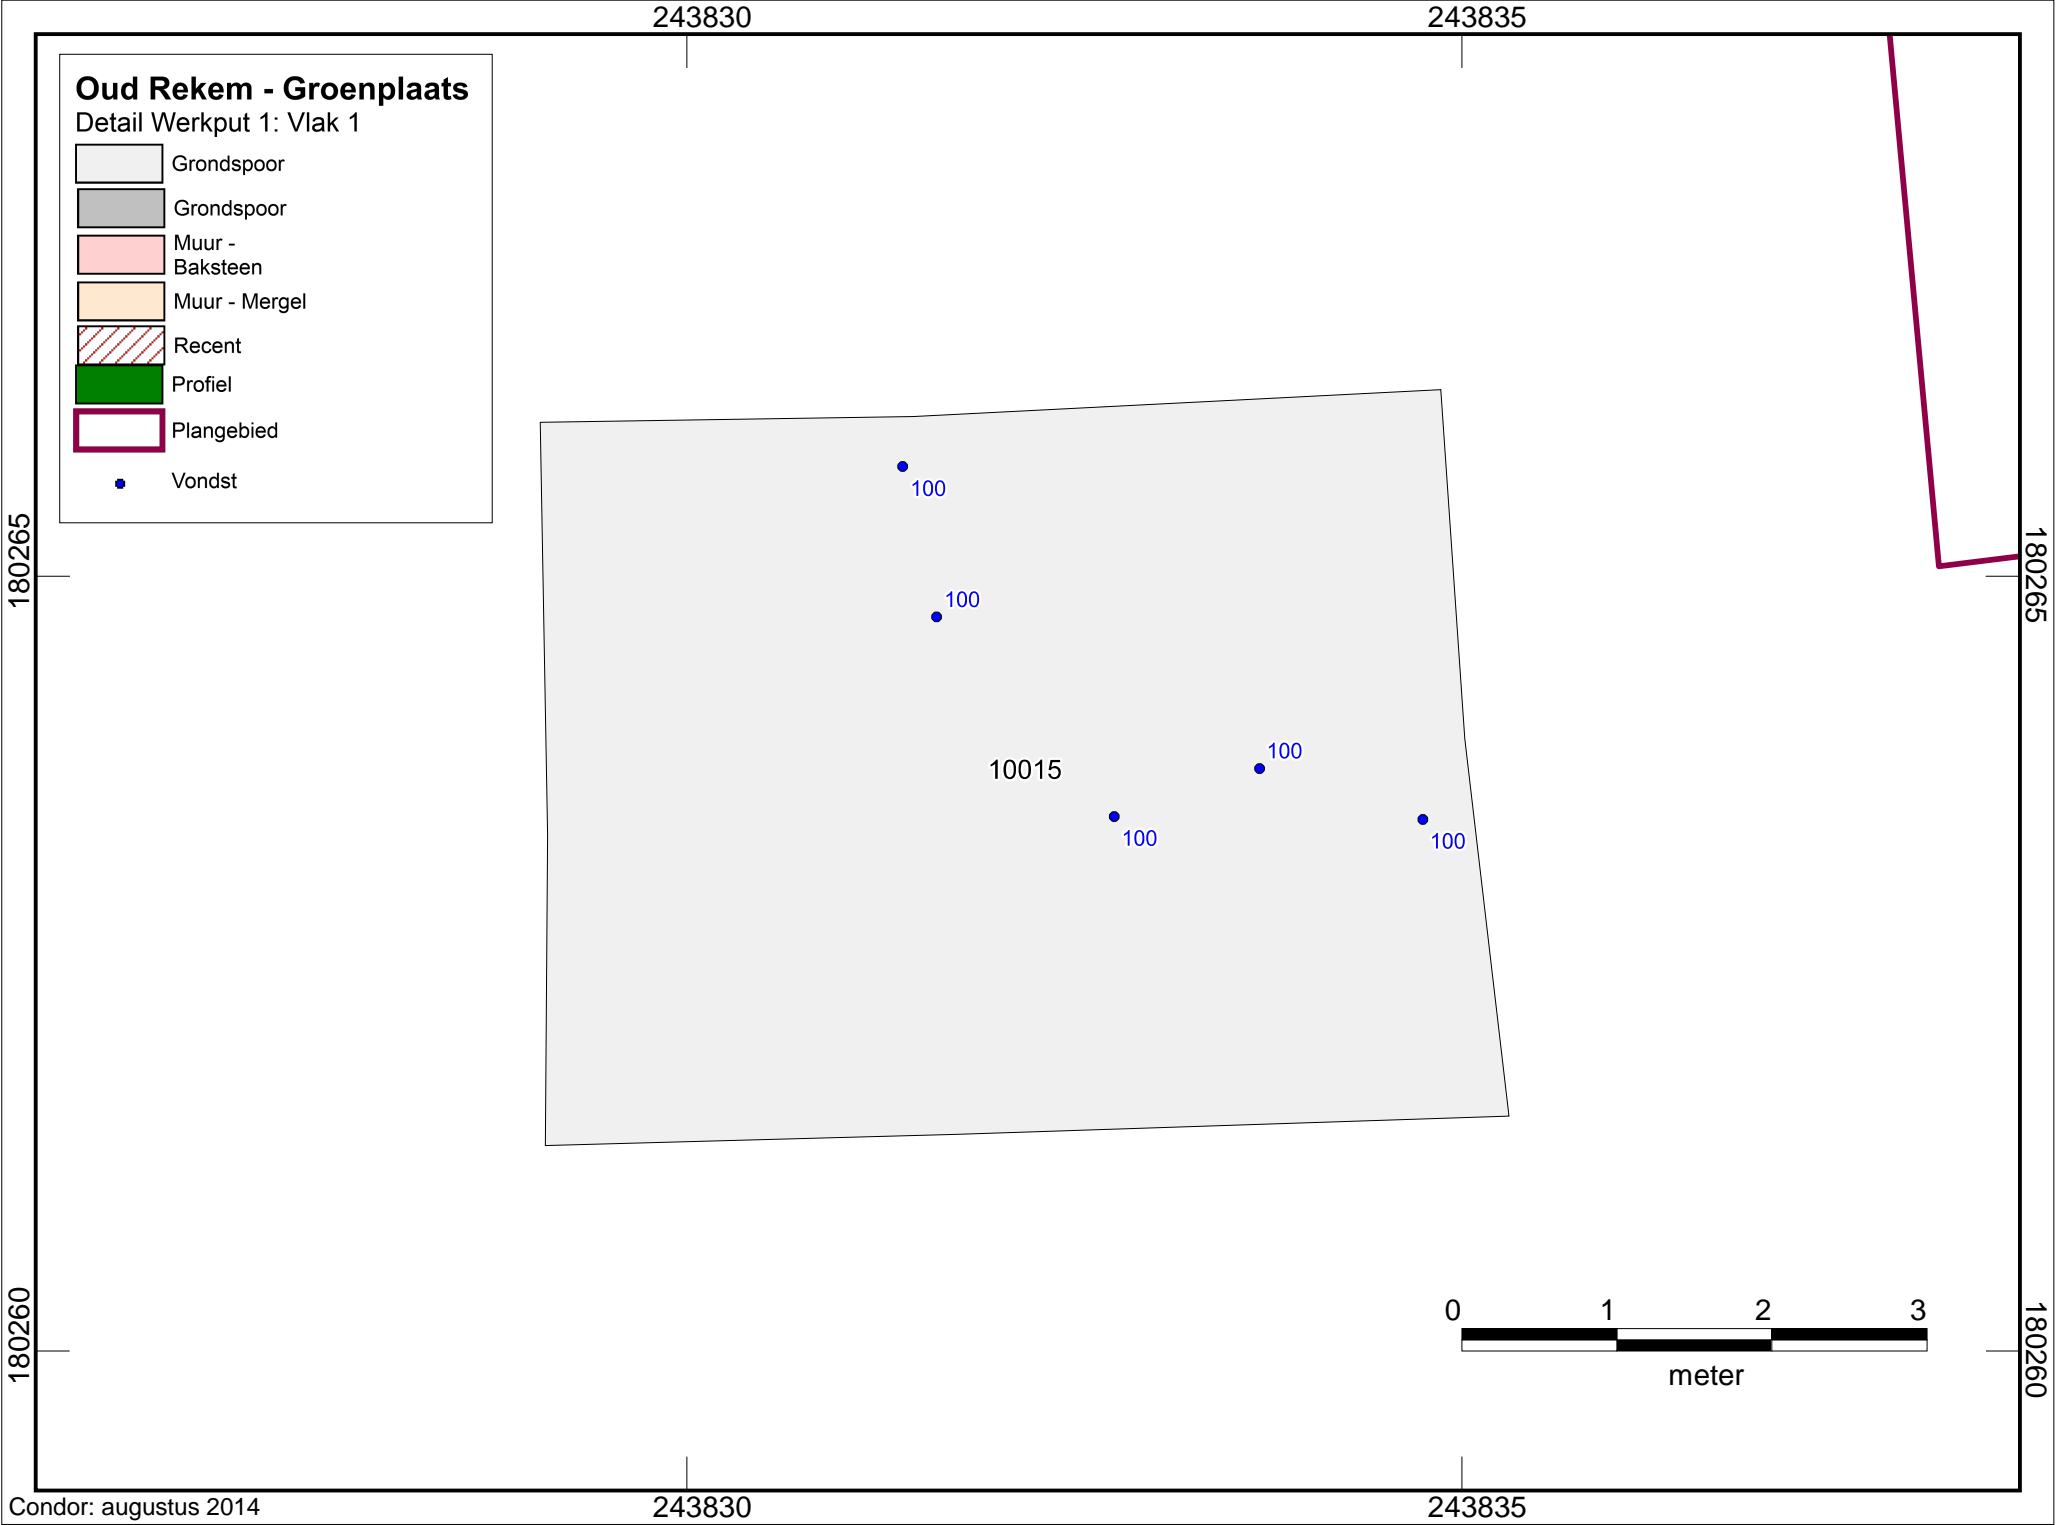 243830
243835
Oud Rekem - Groenplaats
Detail Werkput 1: Vlak 1
Grondspoor
Grondspoor
Muur -
Baksteen
Muur - Mergel
Recent
Profiel
Plangebied
Vondst
100
180265
180265
100
100
10015
100
100
180260
180260
0 1 2 3
meter
Condor: augustus 2014
243830
243835